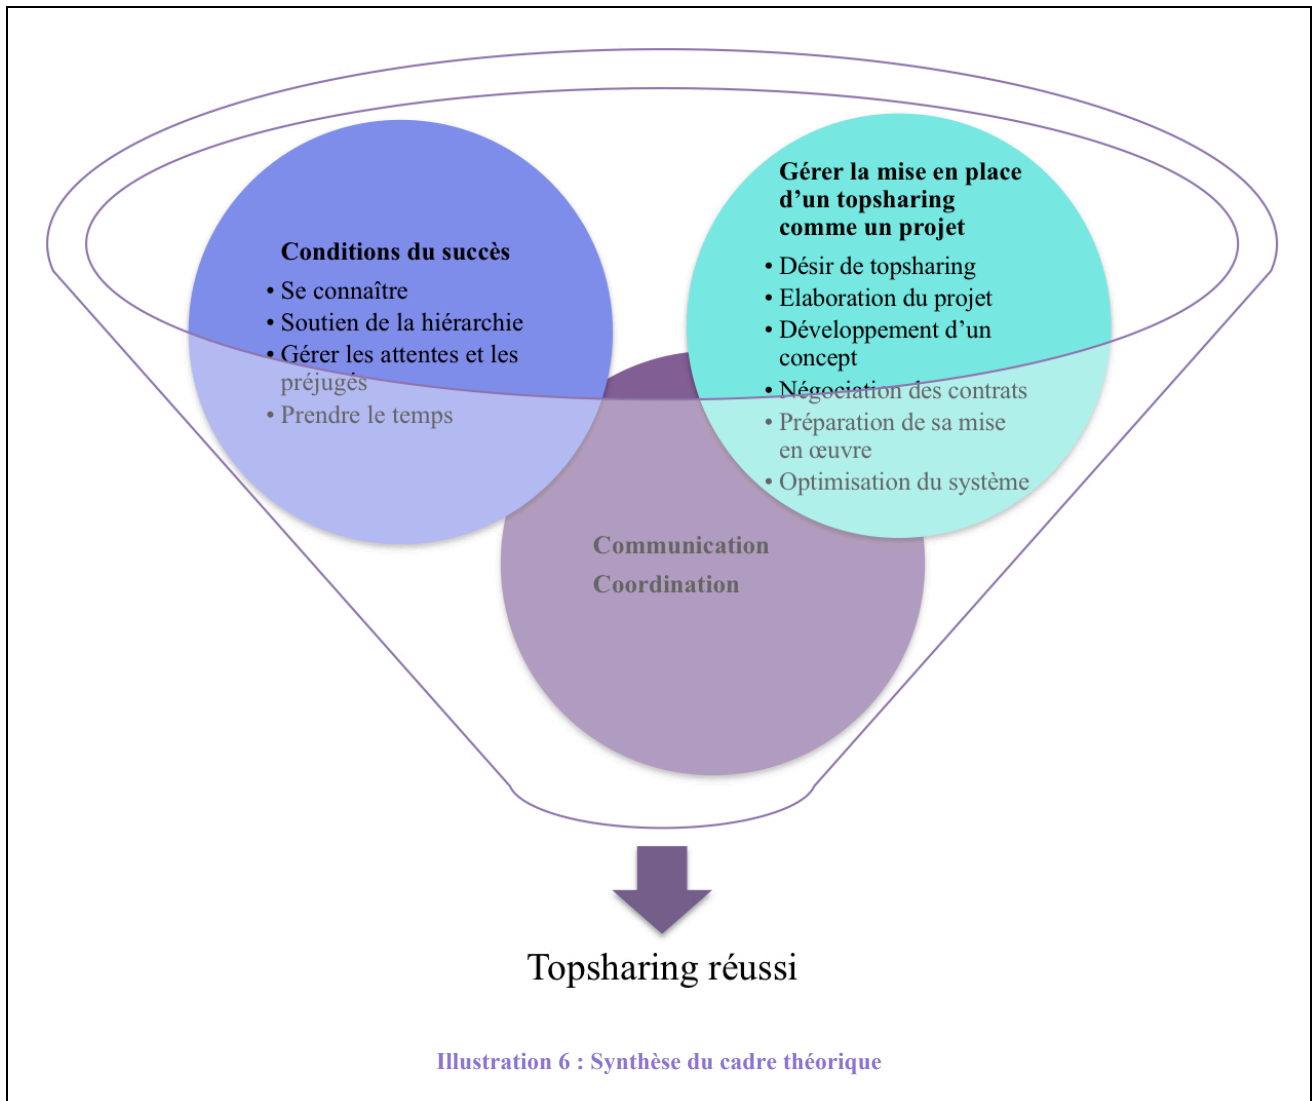 Conditions du succès
• Se connaître
• Soutien de la hiérarchie
• Gérer les attentes et les
préjugés
• Prendre le temps
Gérer la mise en place
d’un topsharing
comme un projet
• Désir de topsharing
• Elaboration du projet
• Développement d’un
concept
• Négociation des contrats
• Préparation de sa mise
en œuvre
• Optimisation du système
Communication
Coordination
Topsharing réussi
Illustration 6 : Synthèse du cadre théorique